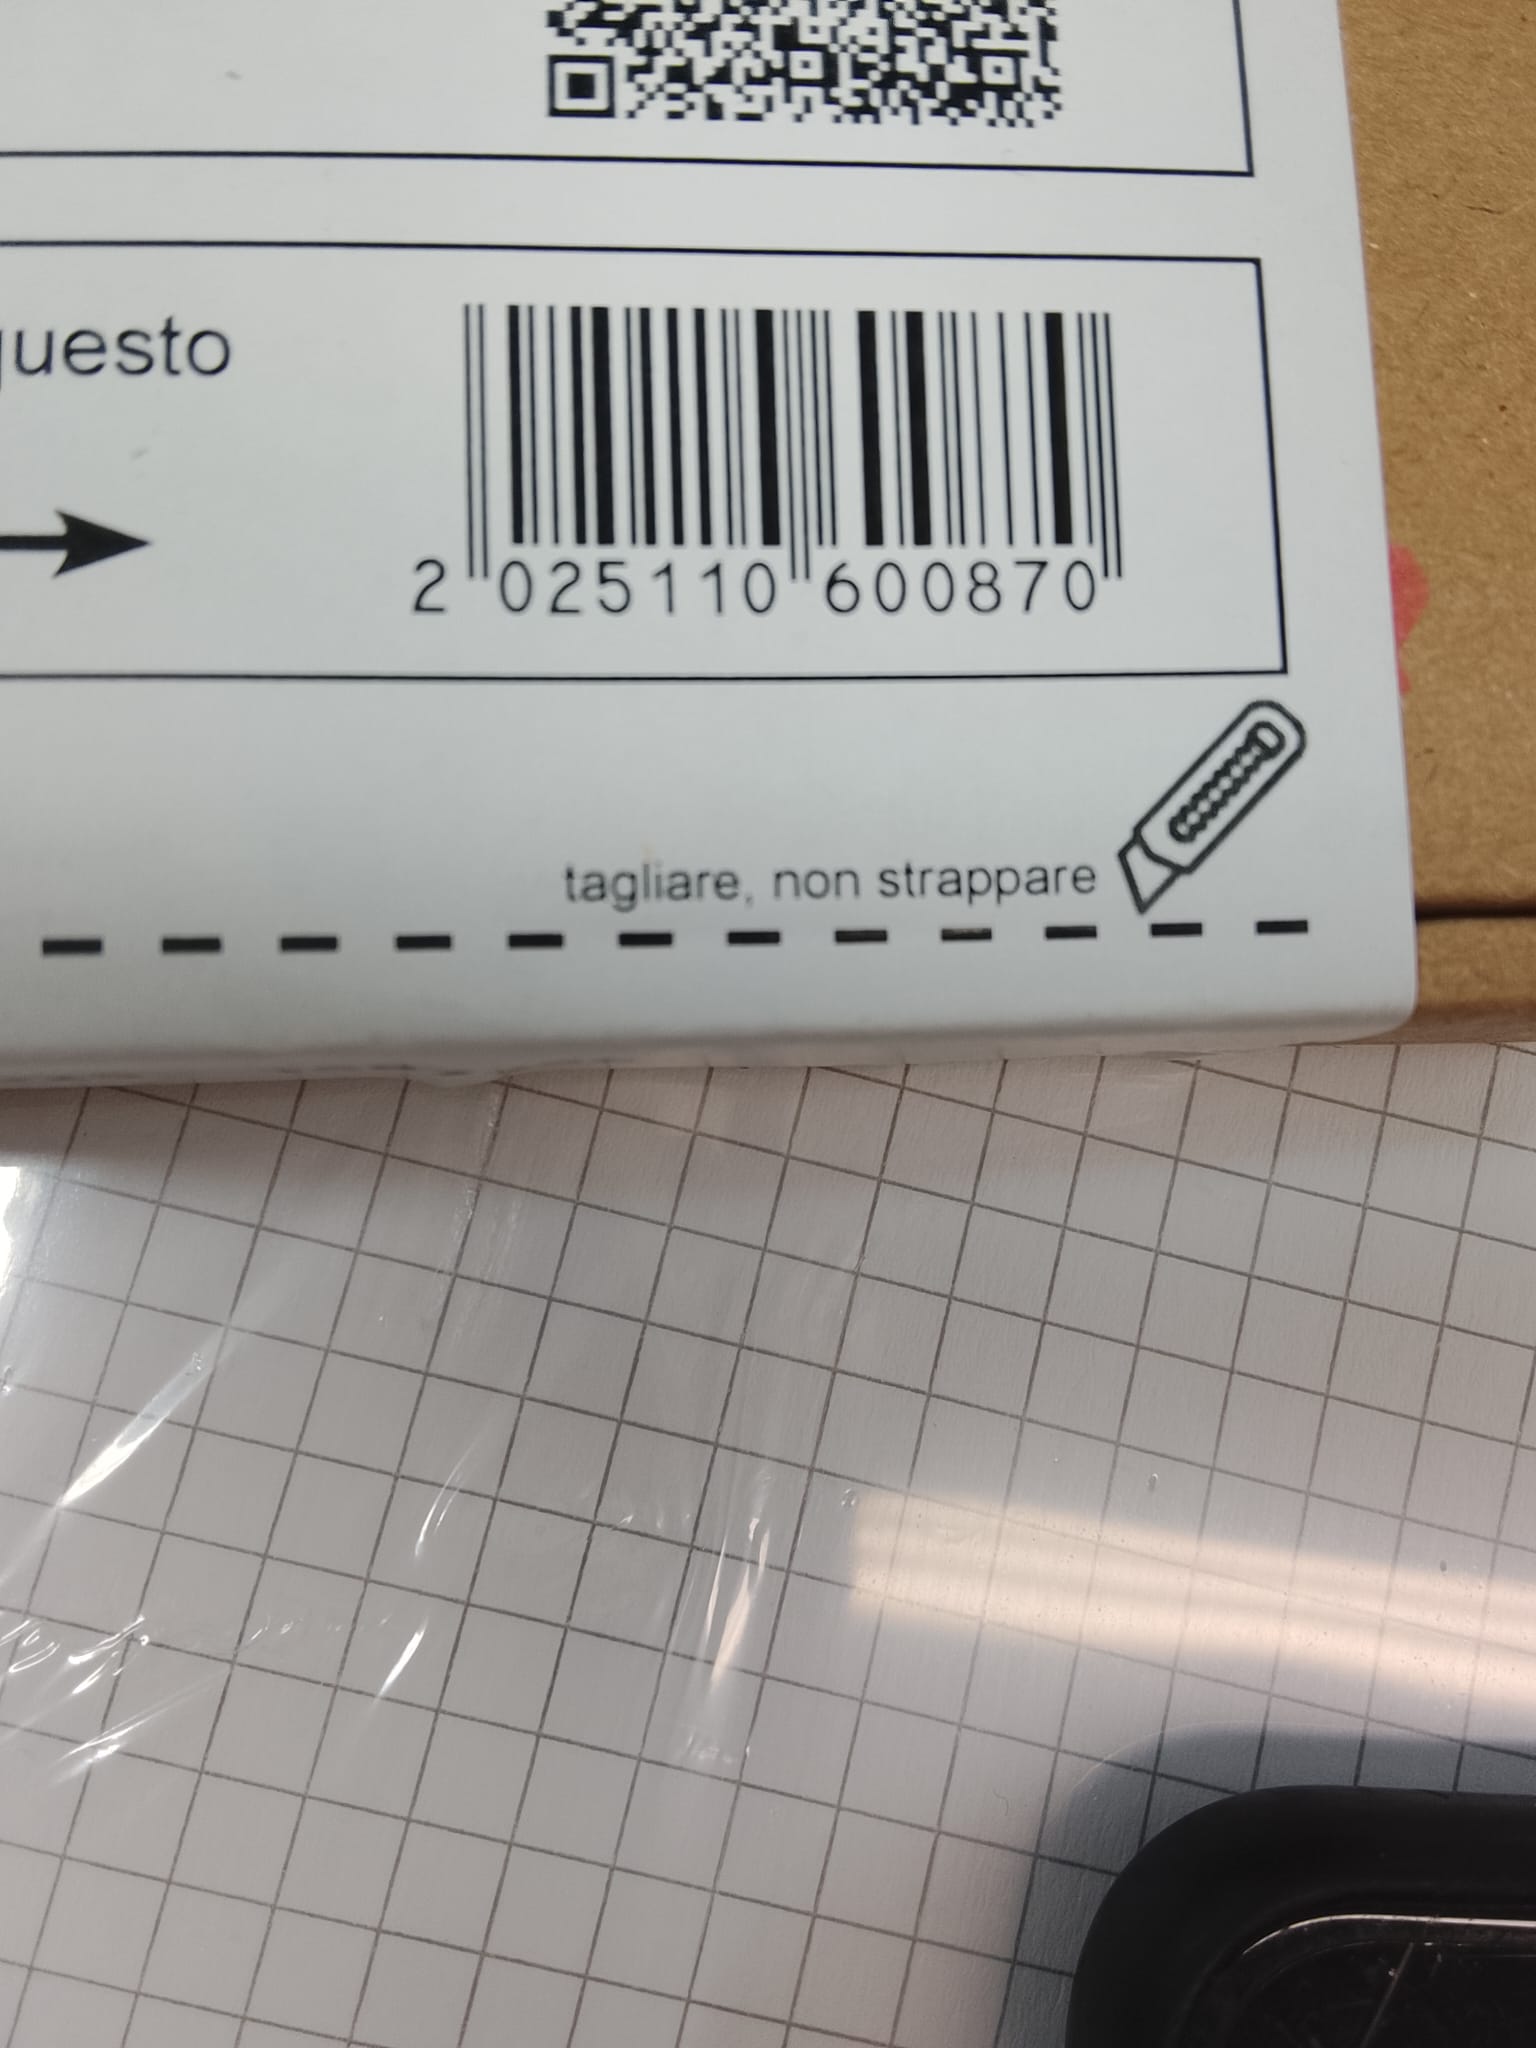 questo
2 025110 600870
tagliare, non strappare